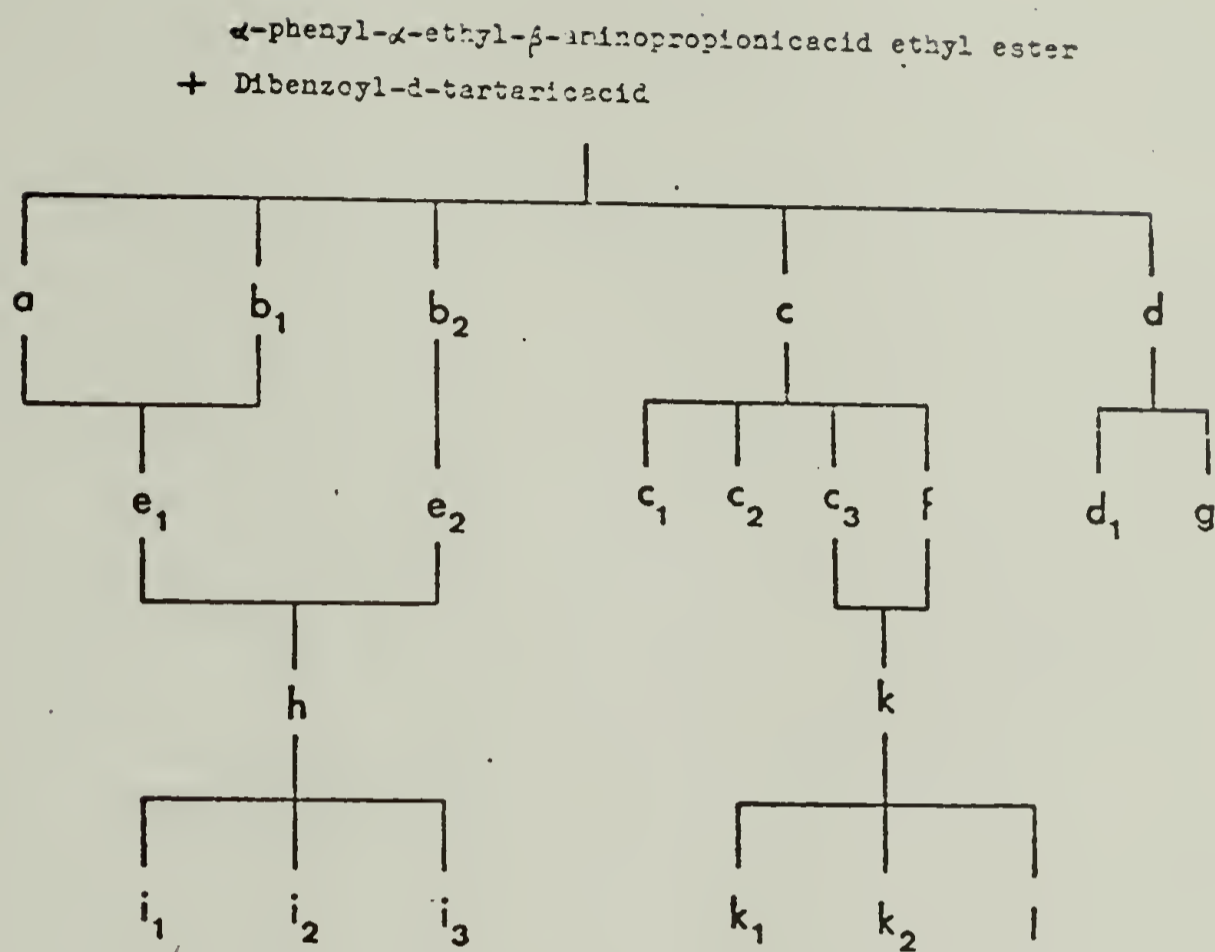 α-phenyl-α-ethyl-β-aminopropionicacid ethyl ester
+ Dibenzoyl-d-tartaricacid
a b₁ b₂ c d
e₁ e₂ c₁ c₂ c₃ f d₁ g
h k
i₁ i₂ i₃ k₁ k₂ l